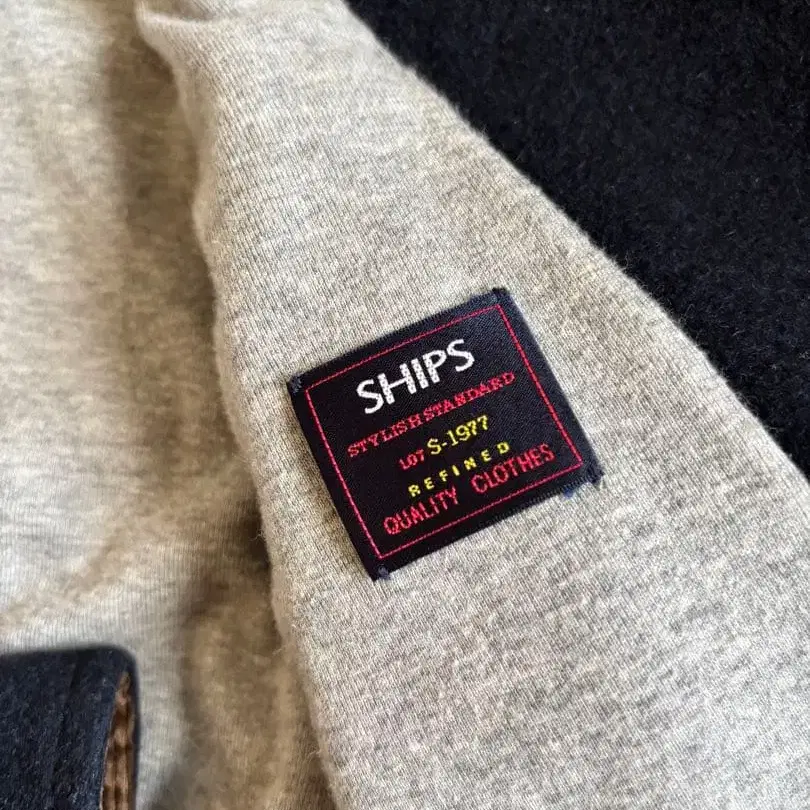 SHIPS
STYLISH STANDARD
LOT S-1977
REFINED
QUALITY CLOTHES